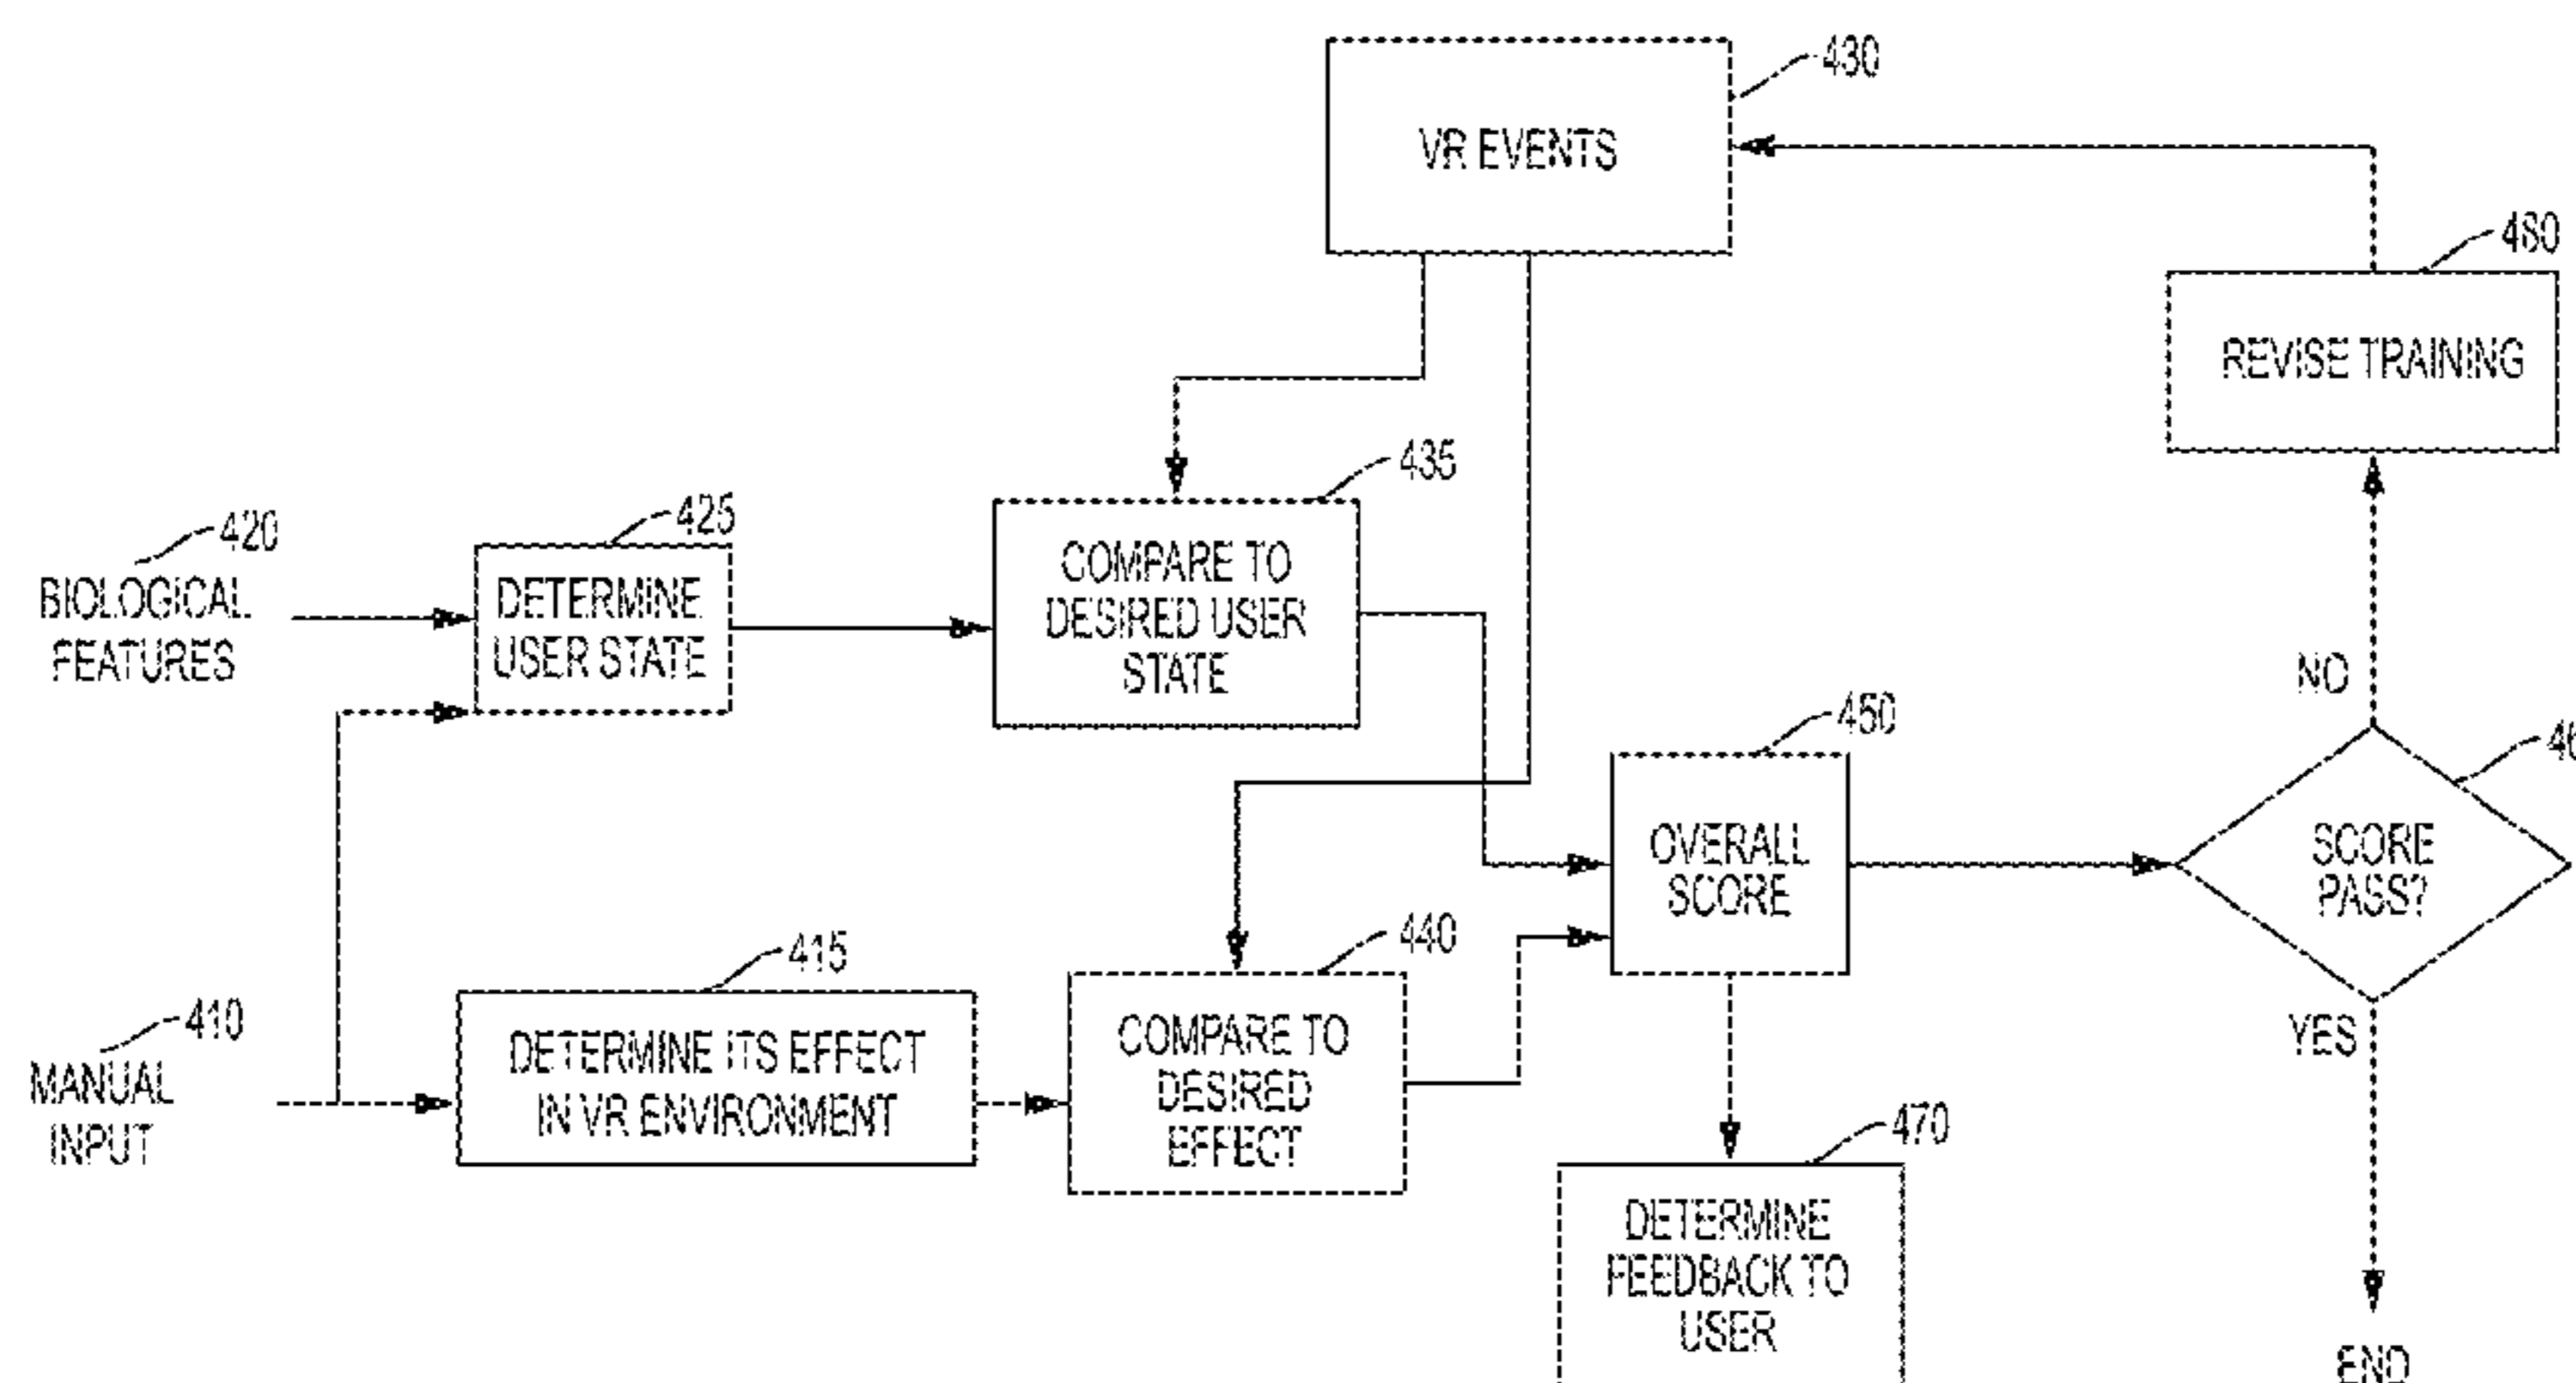 430
VR EVENTS
480
REVISE TRAINING
435
COMPARE TO
DESIRED USER
STATE
425
DETERMINE
USER STATE
420
BIOLOGICAL
FEATURES
NO
450
OVERALL
SCORE
46
SCORE
PASS?
YES
440
COMPARE TO
DESIRED
EFFECT
415
DETERMINE ITS EFFECT
IN VR ENVIRONMENT
410
MANUAL
INPUT
470
DETERMINE
FEEDBACK TO
USER
END